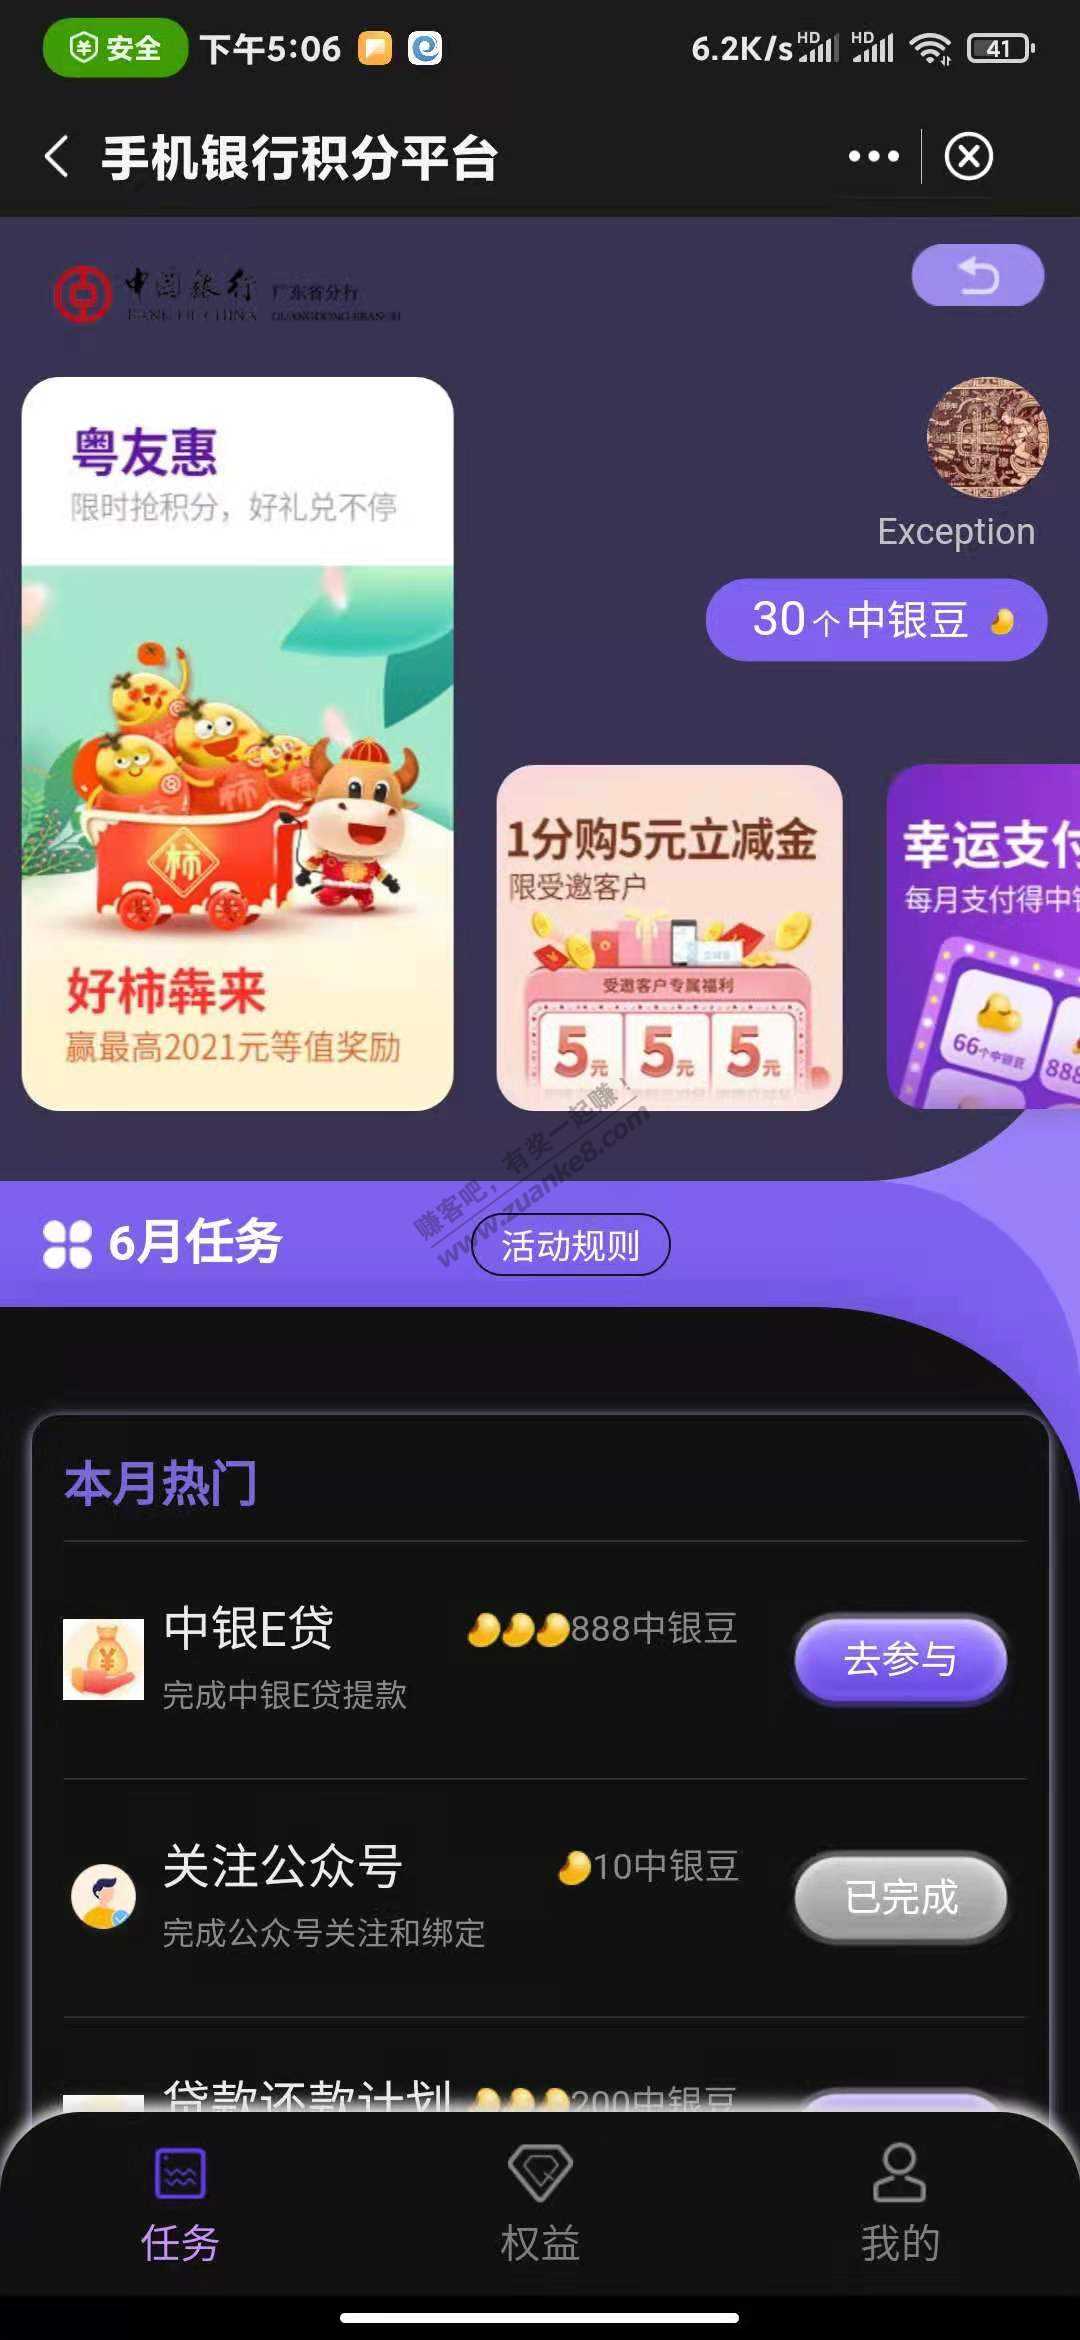 安全 下午5:06 6.2K/s HD HD 41
手机银行积分平台
中国银行 广东省分行
BANK OF CHINA GUANGDONG BRANCH
粤友惠
限时抢积分，好礼兑不停
Exception
30个中银豆
柿
好柿犇来
赢最高2021元等值奖励
1分购5元立减金
限受邀客户
受邀客户专属福利
5元 5元 5元
幸运支付
每月支付得中
66个中银豆
888
赚客吧，有奖一起赚！
www.zuanke8.com
6月任务
活动规则
本月热门
中银E贷 888中银豆
完成中银E贷提款
去参与
关注公众号 10中银豆
完成公众号关注和绑定
已完成
贷款还款计划 200中银豆
任务 权益 我的